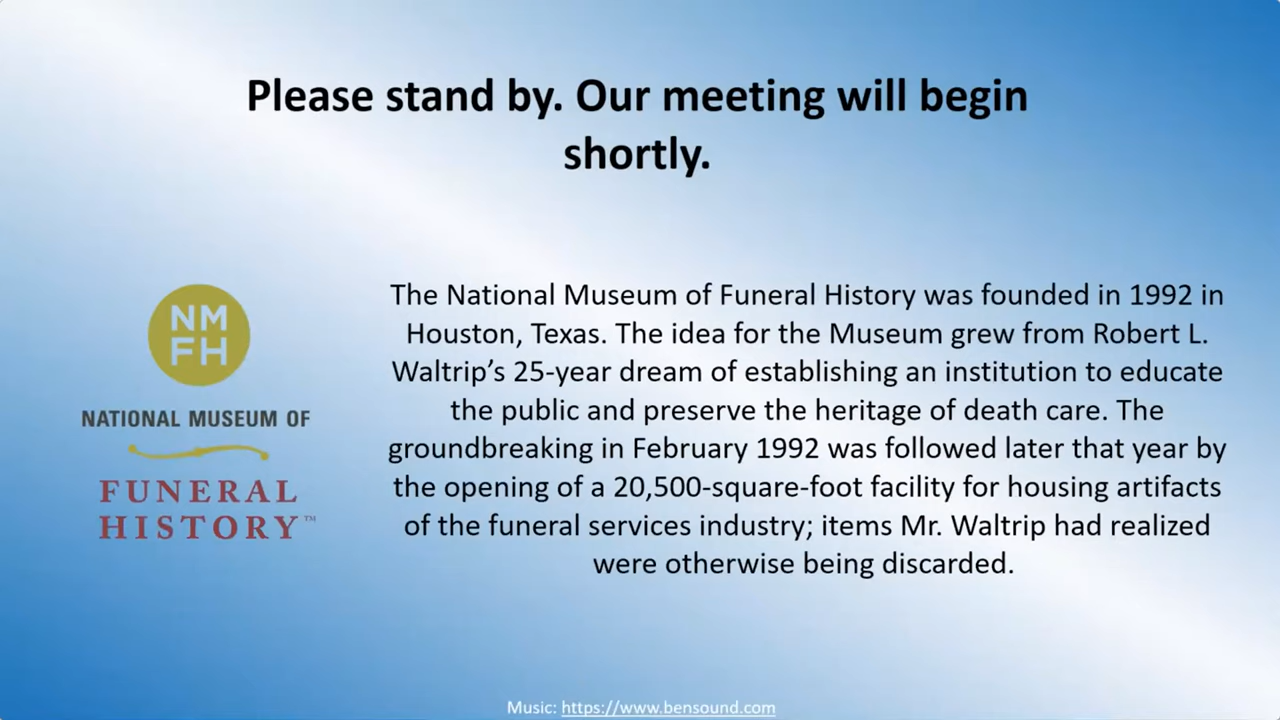 Please stand by. Our meeting will begin
shortly.
NM
FH
NATIONAL MUSEUM OF
FUNERAL
HISTORY™
The National Museum of Funeral History was founded in 1992 in
Houston, Texas. The idea for the Museum grew from Robert L.
Waltrip’s 25-year dream of establishing an institution to educate
the public and preserve the heritage of death care. The
groundbreaking in February 1992 was followed later that year by
the opening of a 20,500-square-foot facility for housing artifacts
of the funeral services industry; items Mr. Waltrip had realized
were otherwise being discarded.
Music: https://www.bensound.com